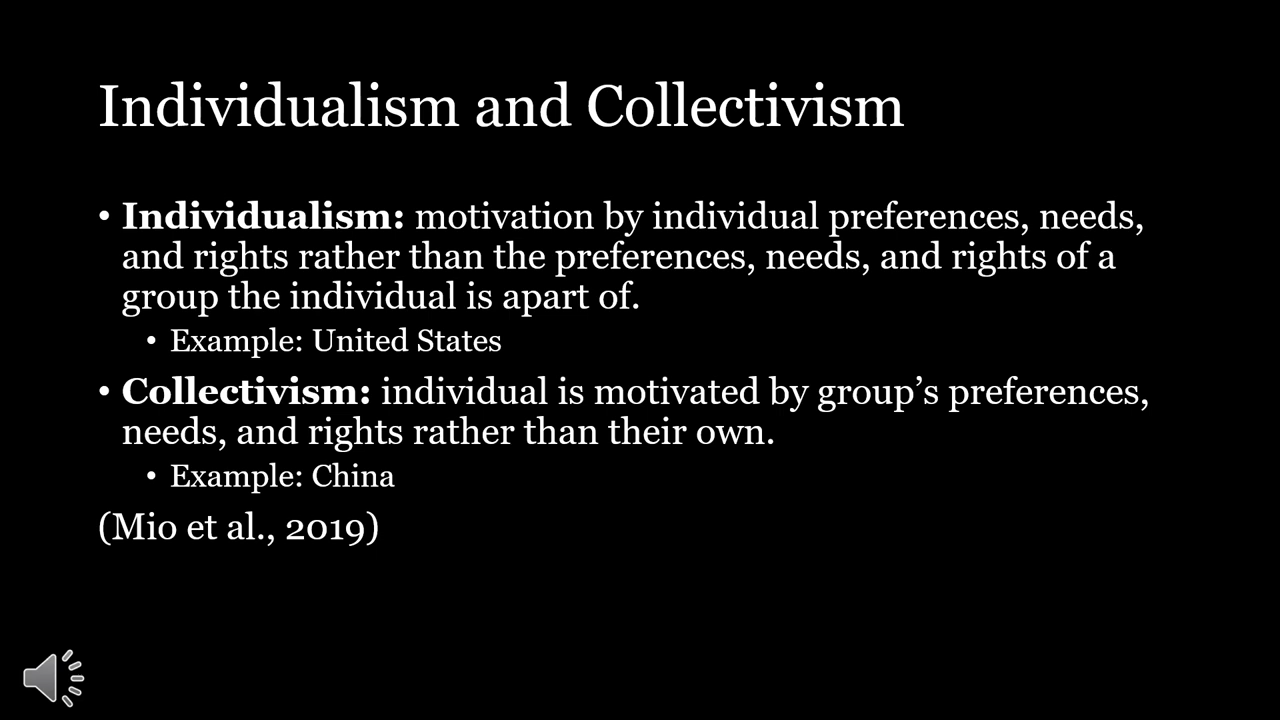 Individualism and Collectivism
• Individualism: motivation by individual preferences, needs,
and rights rather than the preferences, needs, and rights of a
group the individual is apart of.
• Example: United States
• Collectivism: individual is motivated by group’s preferences,
needs, and rights rather than their own.
• Example: China
(Mio et al., 2019)